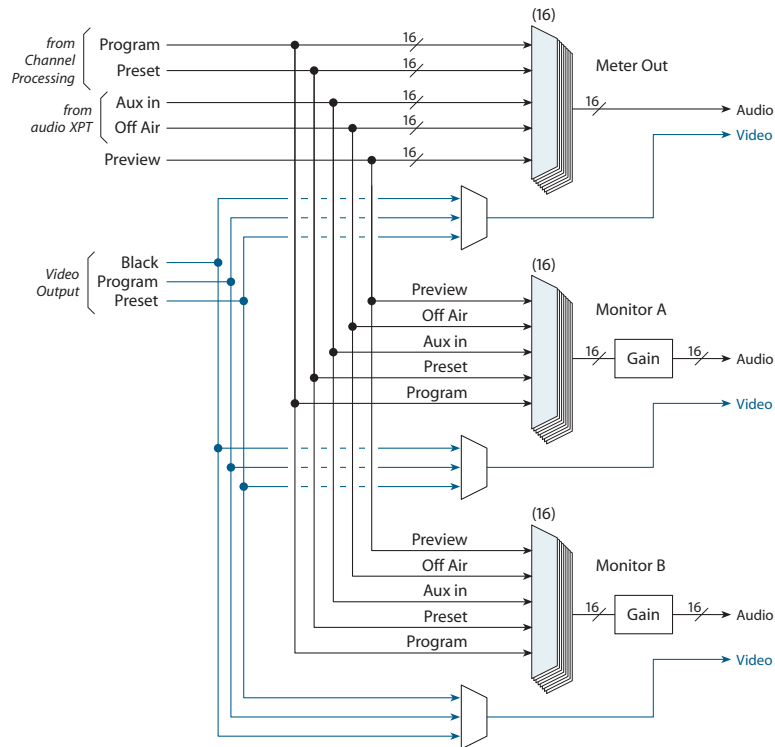 (16)
from
Channel
Processing
Program
16
Preset
16
Meter Out
from
audio XPT
Aux in
16
16
Audio
Off Air
16
Video
Preview
16
Video
Output
Black
Program
Preset
(16)
Preview
Monitor A
Off Air
Aux in
16
Gain
16
Audio
Preset
Program
Video
(16)
Preview
Monitor B
Off Air
Aux in
16
Gain
16
Audio
Preset
Program
Video